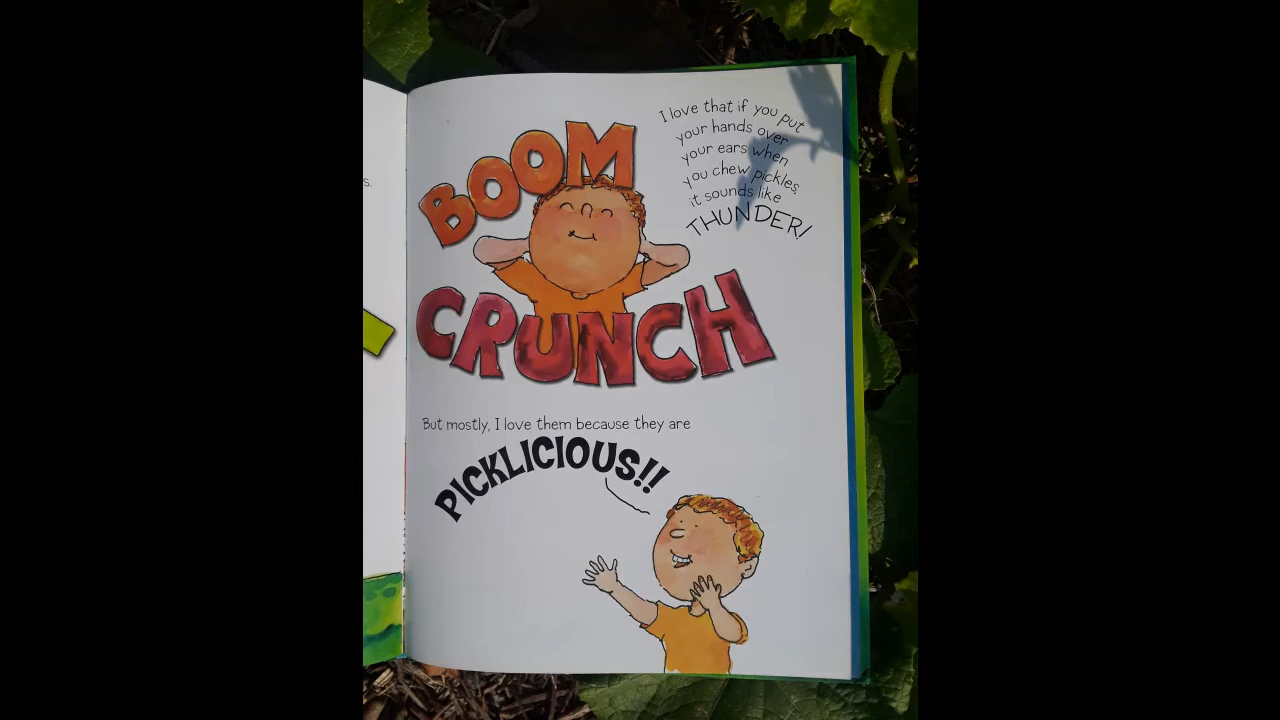 BOOM
I love that if you put
your hands over
your ears when
you chew pickles,
it sounds like
THUNDER!
CRUNCH
But mostly, I love them because they are
PICKLICIOUS!!